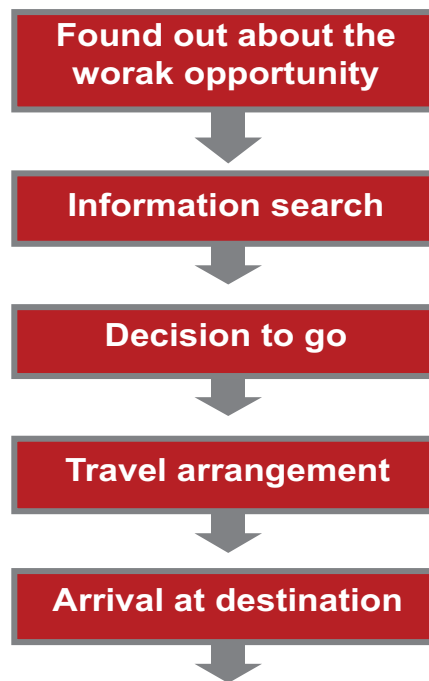 Found out about the
worak opportunity
Information search
Decision to go
Travel arrangement
Arrival at destination